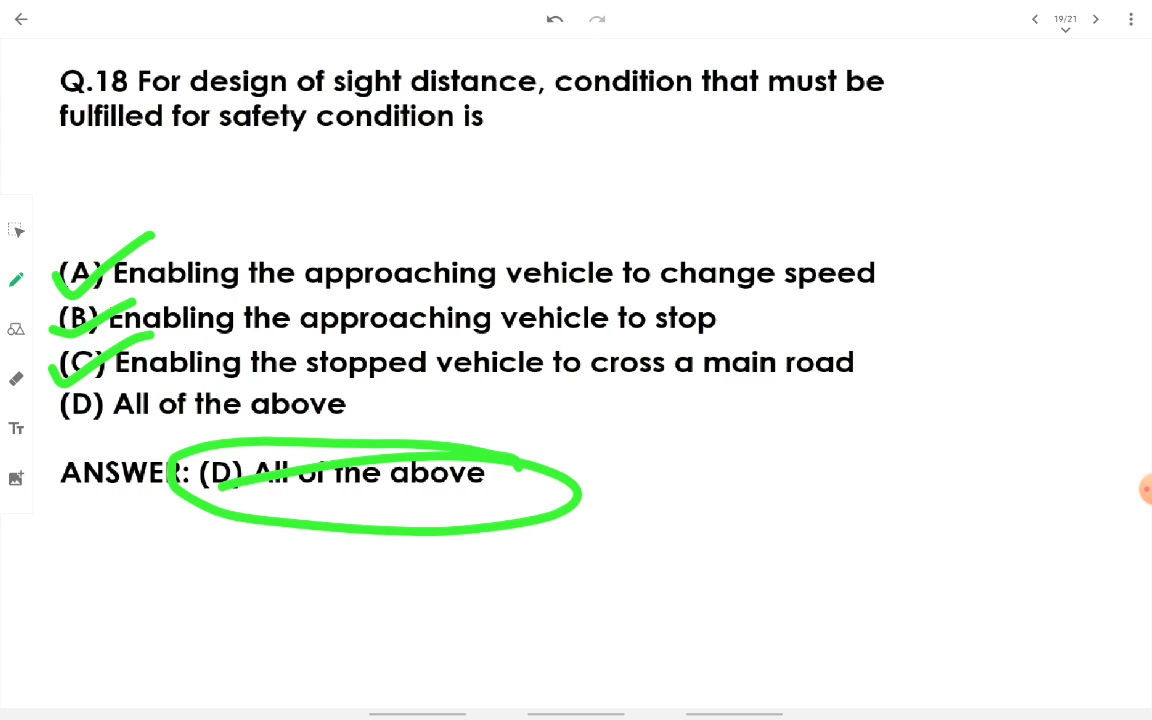 19/21
Q.18 For design of sight distance, condition that must be
fulfilled for safety condition is
(A) Enabling the approaching vehicle to change speed
(B) Enabling the approaching vehicle to stop
(C) Enabling the stopped vehicle to cross a main road
(D) All of the above
ANSWER: (D) All of the above
Tт